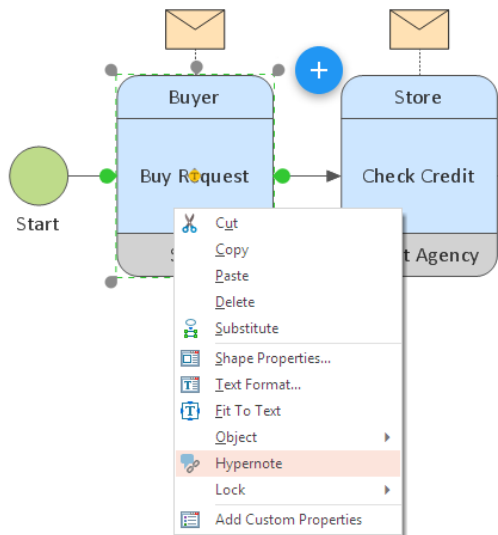 Buyer
Store
Buy Request
Check Credit
Start
t Agency
Cut
Copy
Paste
Delete
Substitute
Shape Properties...
Text Format...
Fit To Text
Object
Hypernote
Lock
Add Custom Properties